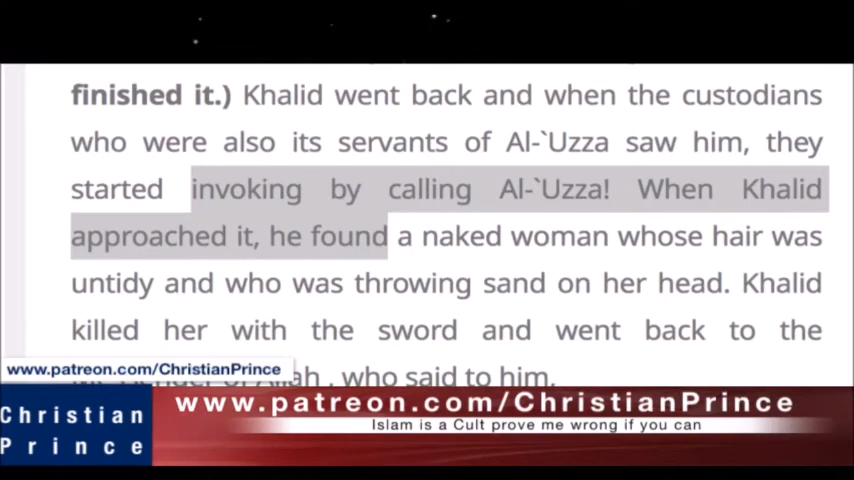 finished it.) Khalid went back and when the custodians
who were also its servants of Al-`Uzza saw him, they
started invoking by calling Al-`Uzza! When Khalid
approached it, he found a naked woman whose hair was
untidy and who was throwing sand on her head. Khalid
killed her with the sword and went back to the
of Allah , who said to him,
www.patreon.com/ChristianPrince
www.patreon.com/ChristianPrince
Islam is a Cult prove me wrong if you can
Christian
Prince